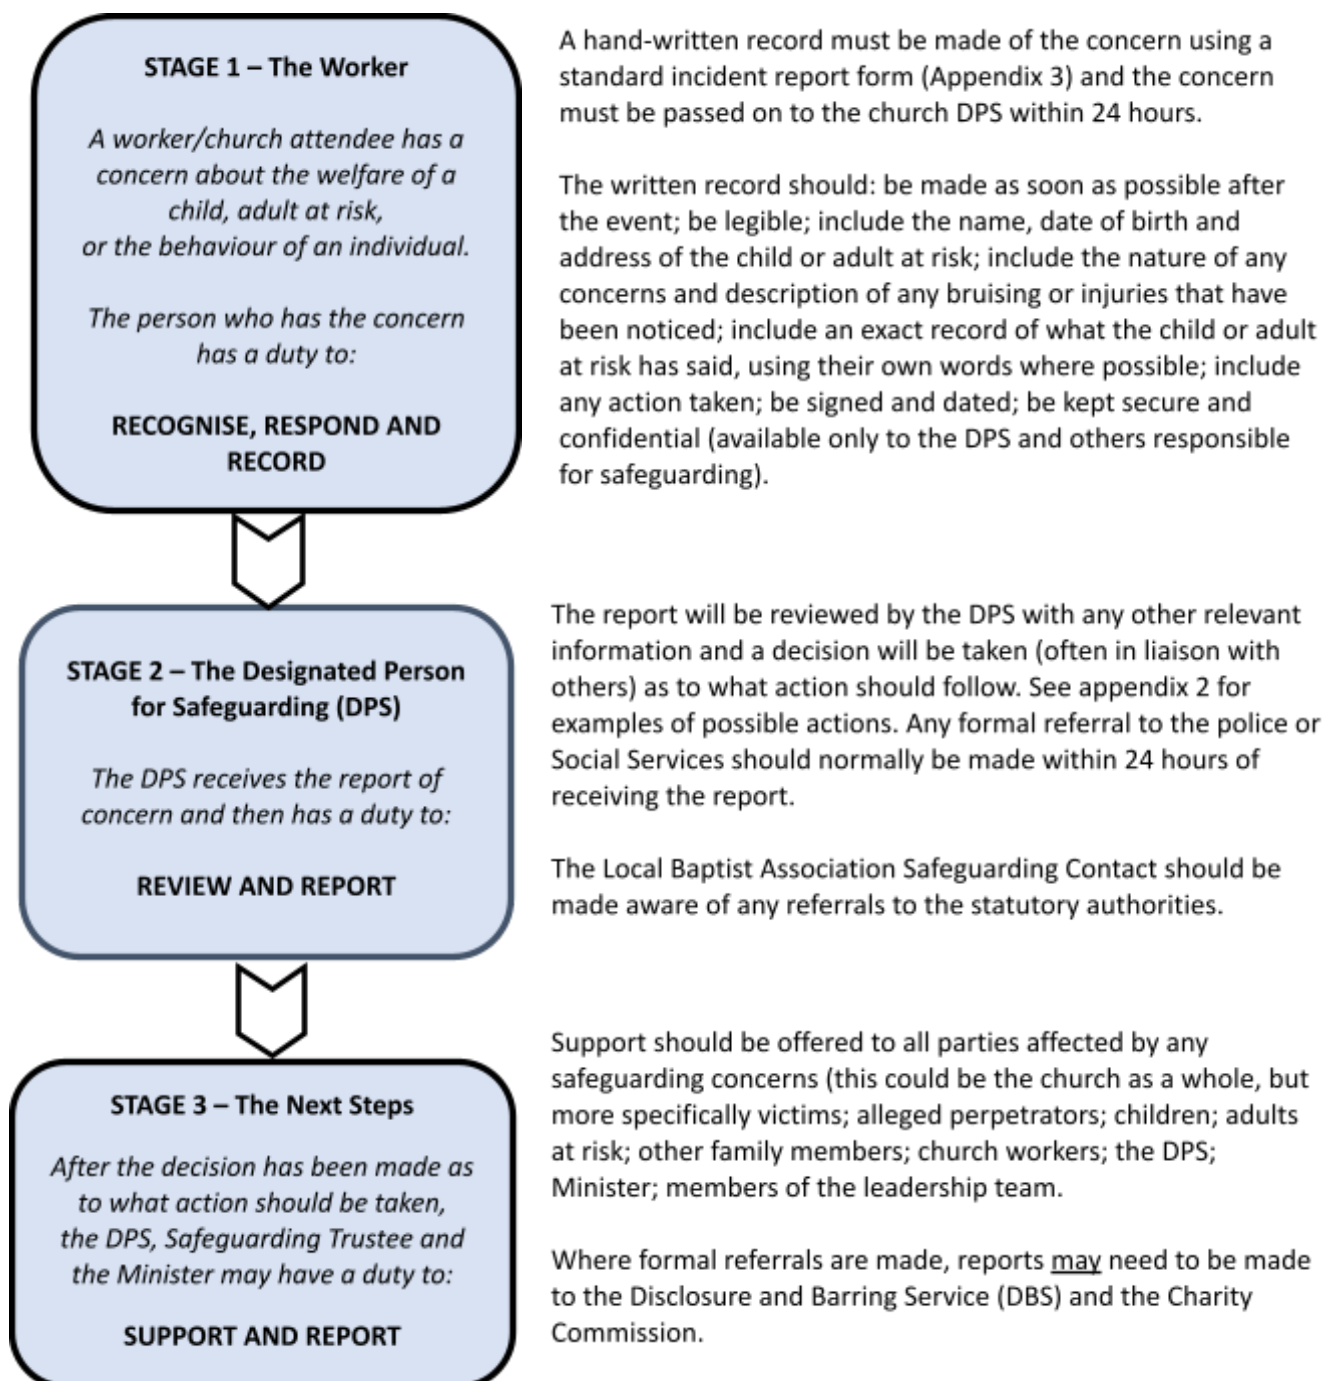 STAGE 1 – The Worker
A worker/church attendee has a
concern about the welfare of a
child, adult at risk,
or the behaviour of an individual.
The person who has the concern
has a duty to:
RECOGNISE, RESPOND AND
RECORD
A hand-written record must be made of the concern using a
standard incident report form (Appendix 3) and the concern
must be passed on to the church DPS within 24 hours.
The written record should: be made as soon as possible after
the event; be legible; include the name, date of birth and
address of the child or adult at risk; include the nature of any
concerns and description of any bruising or injuries that have
been noticed; include an exact record of what the child or adult
at risk has said, using their own words where possible; include
any action taken; be signed and dated; be kept secure and
confidential (available only to the DPS and others responsible
for safeguarding).
STAGE 2 – The Designated Person
for Safeguarding (DPS)
The DPS receives the report of
concern and then has a duty to:
REVIEW AND REPORT
The report will be reviewed by the DPS with any other relevant
information and a decision will be taken (often in liaison with
others) as to what action should follow. See appendix 2 for
examples of possible actions. Any formal referral to the police or
Social Services should normally be made within 24 hours of
receiving the report.
The Local Baptist Association Safeguarding Contact should be
made aware of any referrals to the statutory authorities.
STAGE 3 – The Next Steps
After the decision has been made as
to what action should be taken,
the DPS, Safeguarding Trustee and
the Minister may have a duty to:
SUPPORT AND REPORT
Support should be offered to all parties affected by any
safeguarding concerns (this could be the church as a whole, but
more specifically victims; alleged perpetrators; children; adults
at risk; other family members; church workers; the DPS;
Minister; members of the leadership team.
Where formal referrals are made, reports may need to be made
to the Disclosure and Barring Service (DBS) and the Charity
Commission.